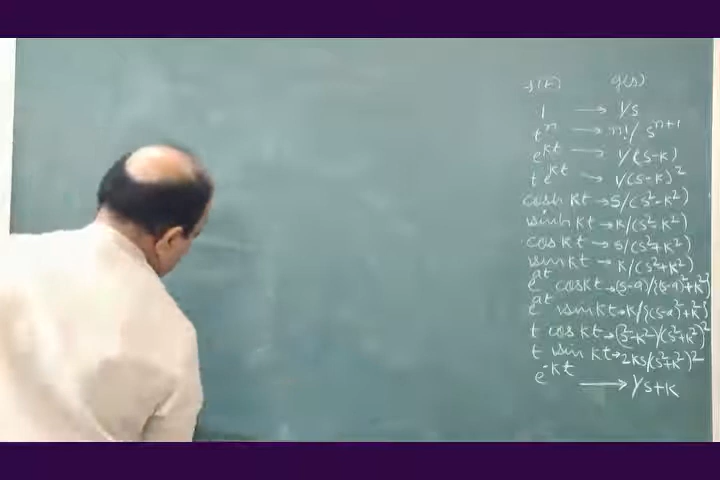 f(t) g(s)
1 → 1/s
t^n → n!/s^{n+1}
e^{kt} → 1/(s-k)
t e^{kt} → 1/(s-k)^2
cosh kt → s/(s^2-k^2)
sinh kt → k/(s^2-k^2)
cos kt → s/(s^2+k^2)
sin kt → k/(s^2+k^2)
e^{at} cos kt → (s-a)/{(s-a)^2+k^2}
e^{at} sin kt → k/{(s-a)^2+k^2}
t cos kt → (s^2-k^2)/(s^2+k^2)^2
t sin kt → 2ks/(s^2+k^2)^2
e^{-kt} → 1/s+k